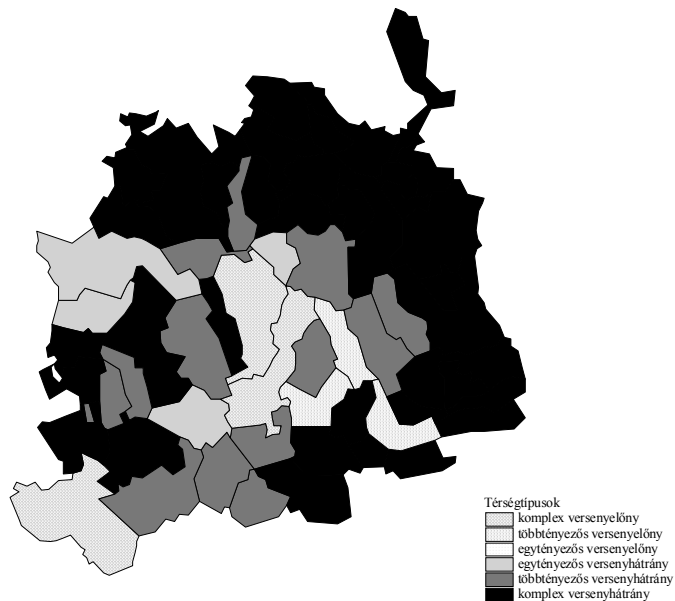 Térségtípusok
komplex versenyelőny
többtényezős versenyelőny
egytényezős versenyelőny
egytényezős versenyhátrány
többtényezős versenyhátrány
komplex versenyhátrány